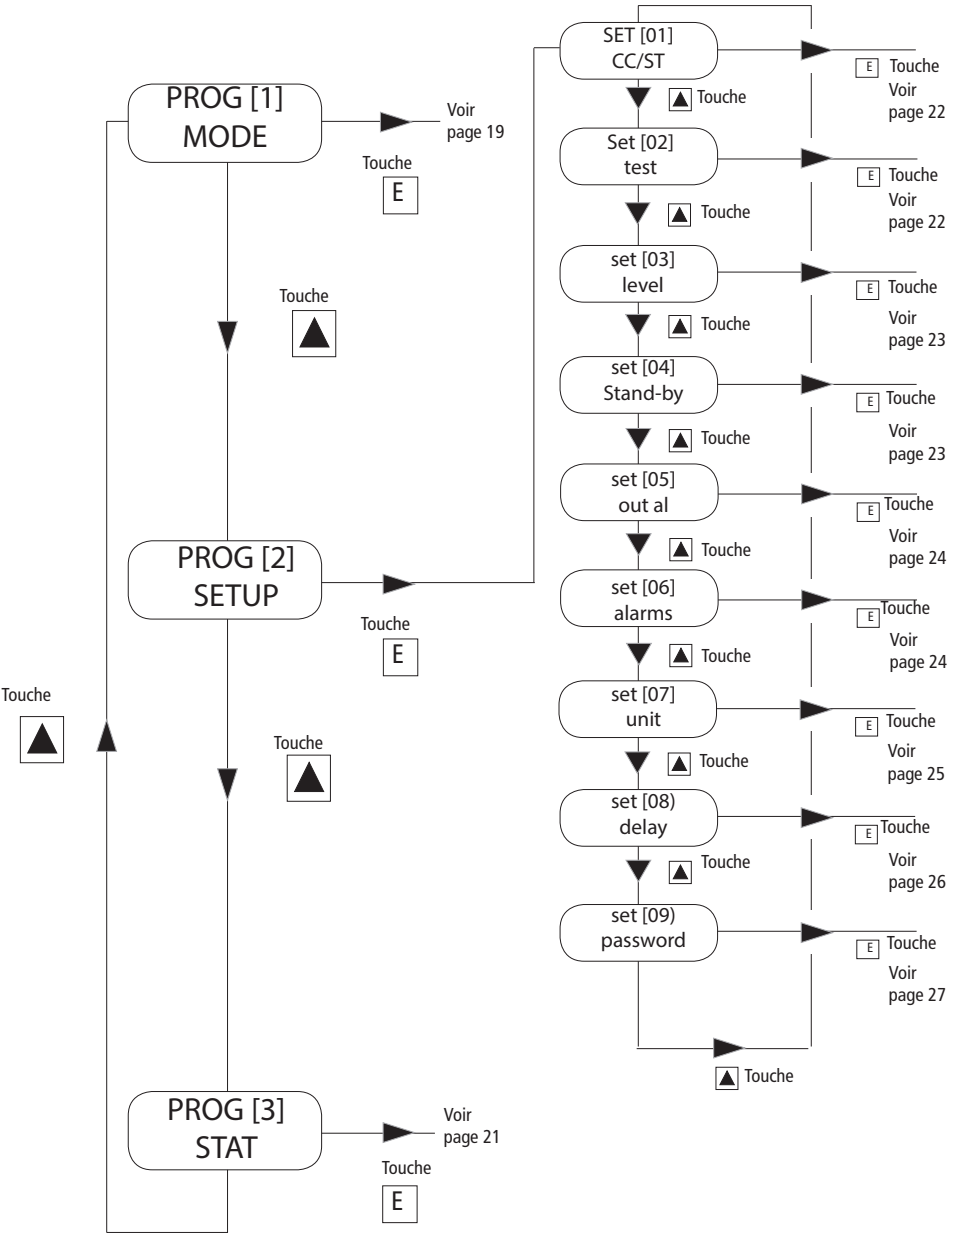 PROG [1]
MODE
Voir
page 19
Touche
E
Touche
PROG [2]
SETUP
Touche
E
Touche
Touche
PROG [3]
STAT
Voir
page 21
Touche
E
SET [01]
CC/ST
E Touche
Voir
page 22
Touche
Set [02]
test
E Touche
Voir
page 22
Touche
set [03]
level
E Touche
Voir
page 23
Touche
set [04]
Stand-by
E Touche
Voir
page 23
Touche
set [05]
out al
E Touche
Voir
page 24
Touche
set [06]
alarms
E Touche
Voir
page 24
Touche
set [07]
unit
E Touche
Voir
page 25
Touche
set [08)
delay
E Touche
Voir
page 26
Touche
set [09)
password
E Touche
Voir
page 27
Touche